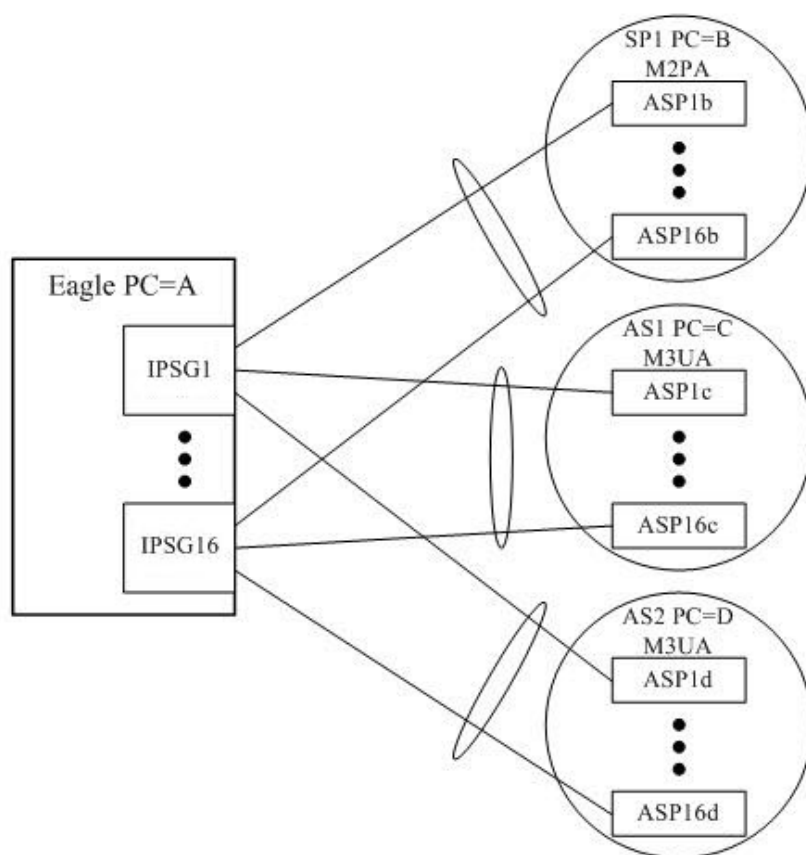 Eagle PC=A
IPSG1
IPSG16
SP1 PC=B
M2PA
ASP1b
ASP16b
AS1 PC=C
M3UA
ASP1c
ASP16c
AS2 PC=D
M3UA
ASP1d
ASP16d